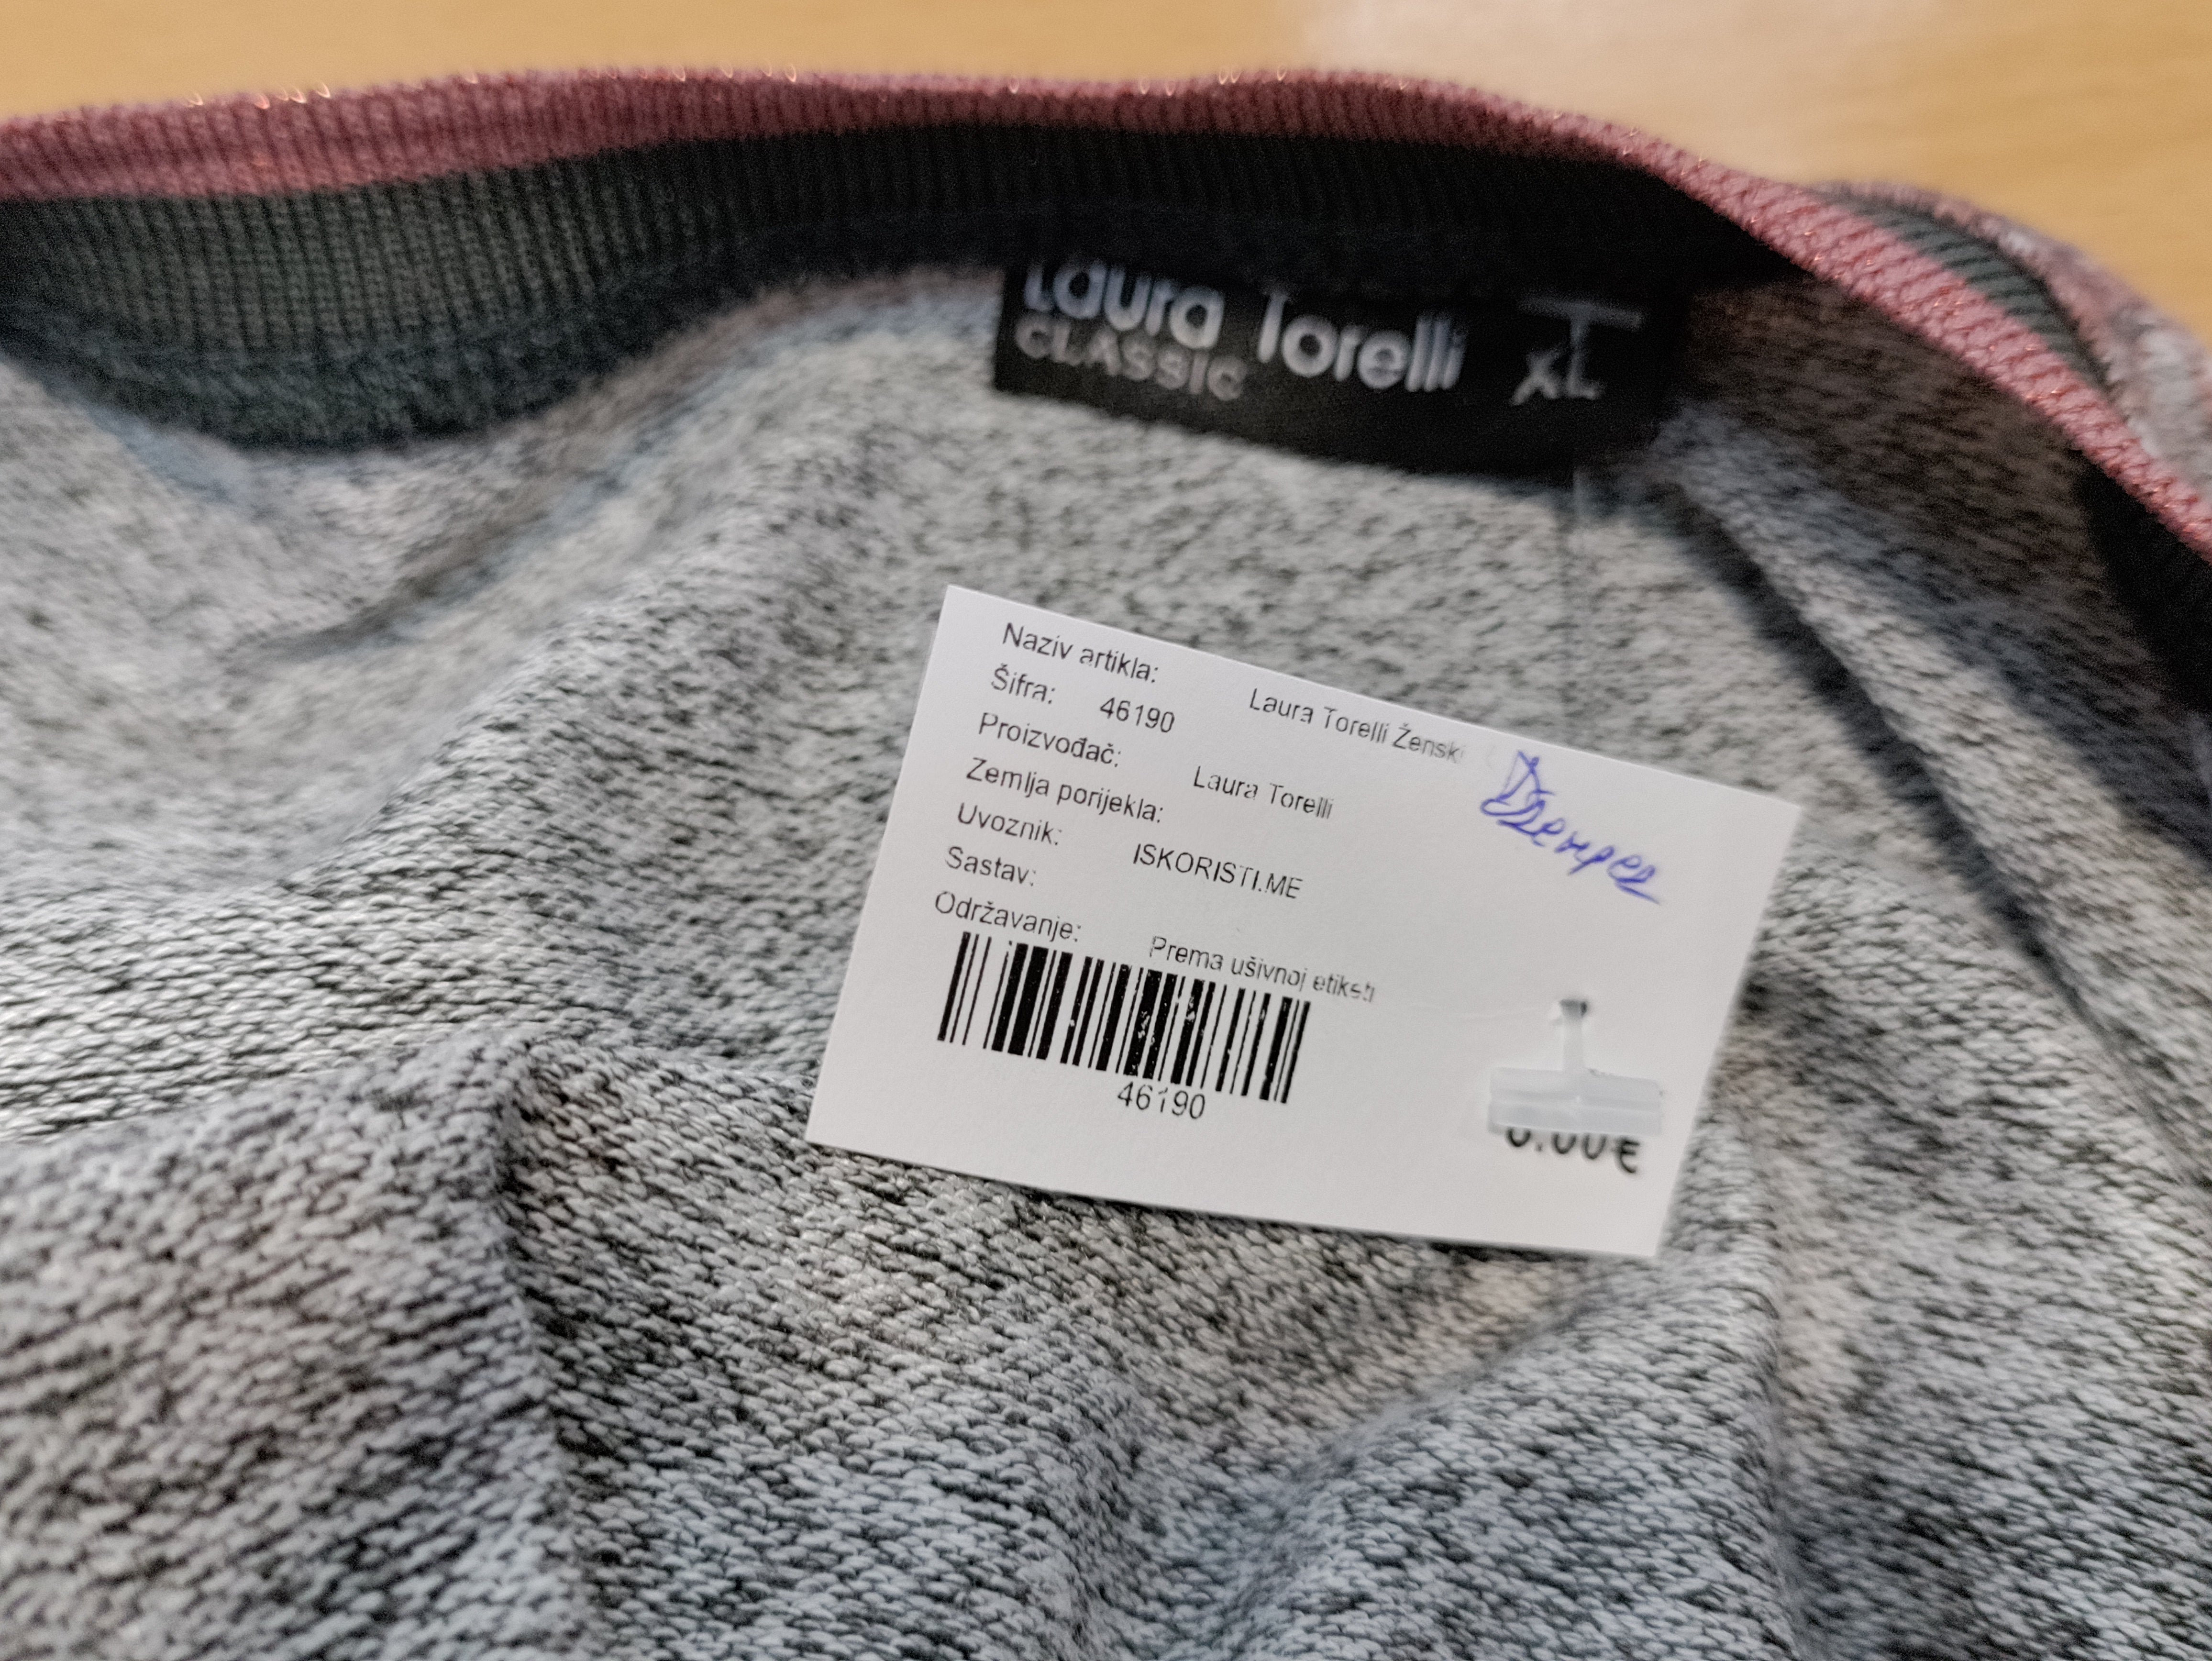 Laura Torelli XL
CLASSIC
Naziv artikla: Laura Torelli Ženski
Šifra: 46190
Proizvođač: Laura Torelli
Zemlja porijekla:
Uvoznik: ISKORISTI.ME
Sastav:
Održavanje: Prema ušivnoj etiketi
46190